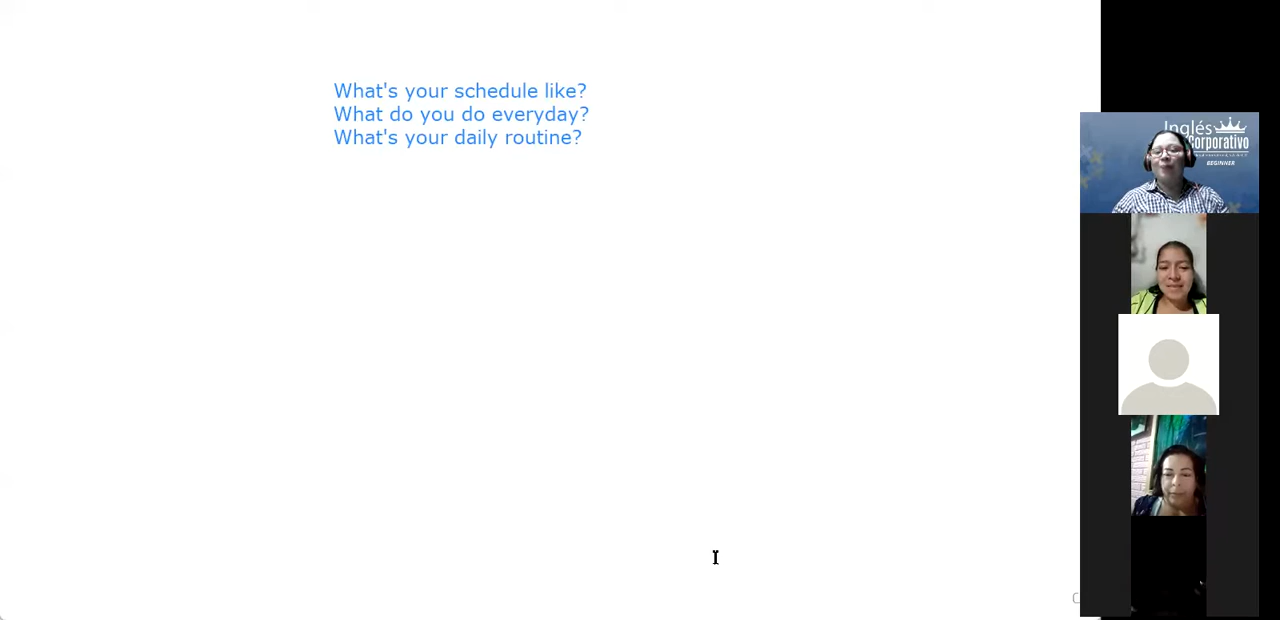 What's your schedule like?
What do you do everyday?
What's your daily routine?
Inglés
Corporativo
BEGINNER